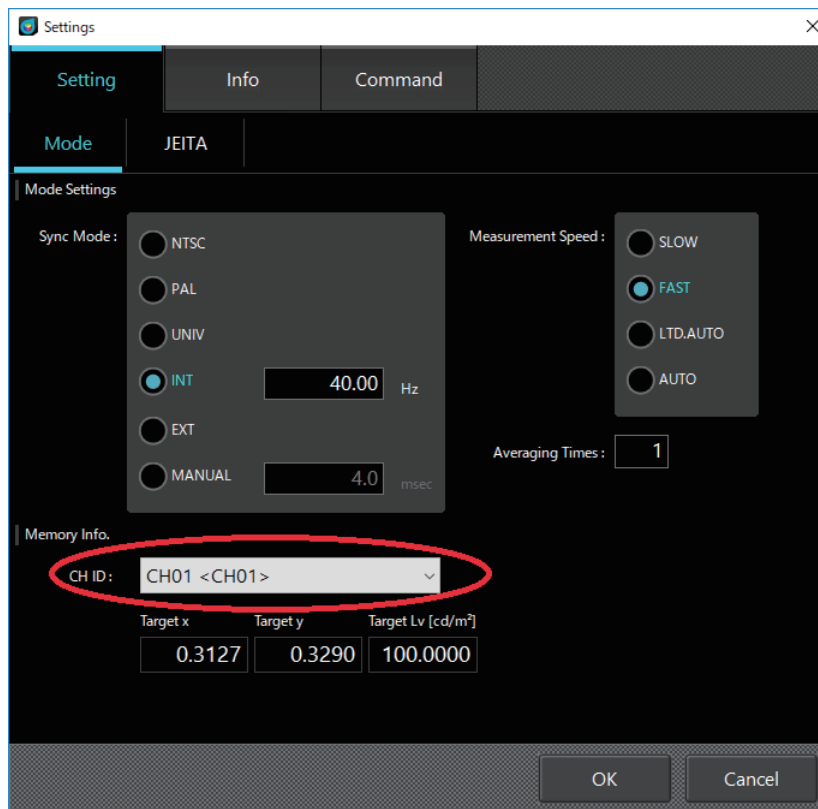 Settings
Setting Info Command
Mode JEITA
Mode Settings
Sync Mode : NTSC
PAL
UNIV
INT 40.00 Hz
EXT
MANUAL 4.0 msec
Measurement Speed : SLOW
FAST
LTD.AUTO
AUTO
Averaging Times : 1
Memory Info.
CH ID : CH01 <CH01>
Target x Target y Target Lv [cd/m²]
0.3127 0.3290 100.0000
OK Cancel